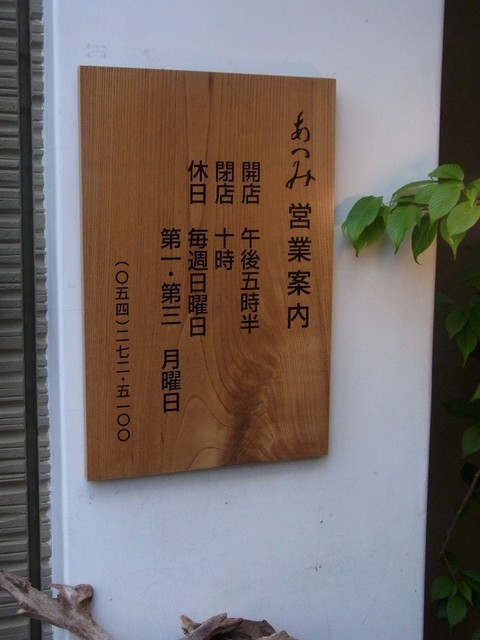 あつみ 営業案内
開店 午後五時半
閉店 十時
休日 毎週日曜日
第一・第三 月曜日
(〇五四)二七二・五一〇〇